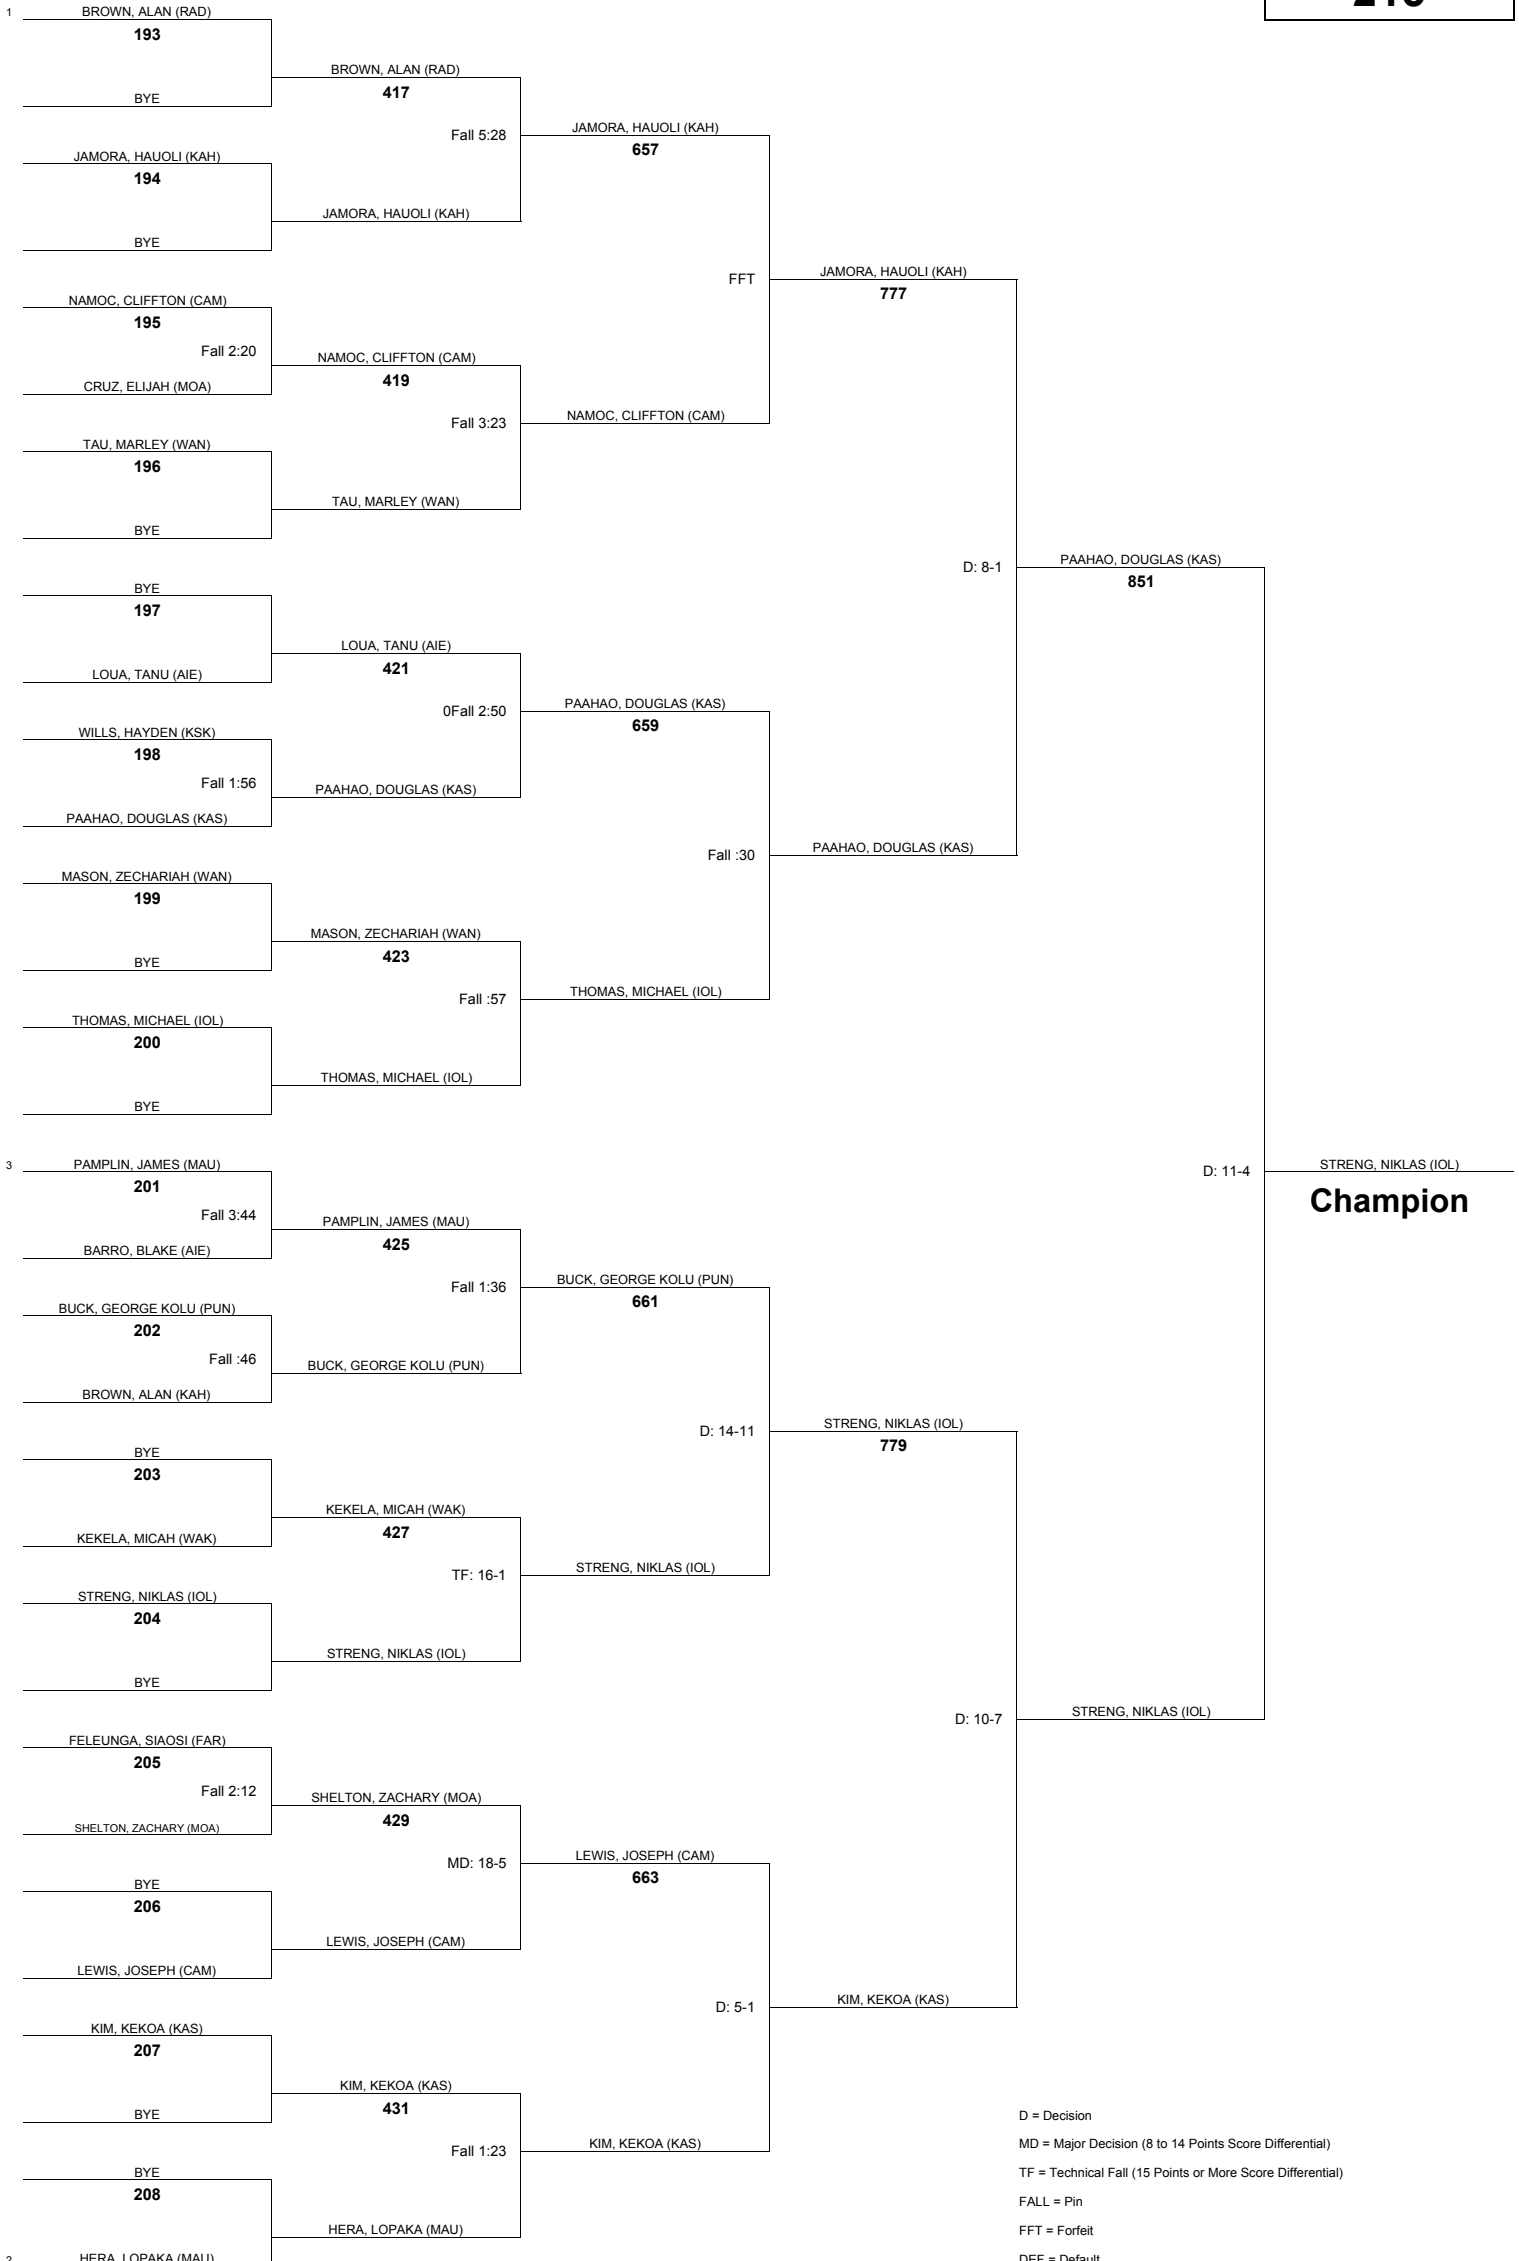 1 BROWN, ALAN (RAD)
193
BYE
JAMORA, HAUOLI (KAH)
194
BYE
NAMOC, CLIFFTON (CAM)
195
Fall 2:20
CRUZ, ELIJAH (MOA)
TAU, MARLEY (WAN)
196
BYE
BYE
197
LOUA, TANU (AIE)
WILLS, HAYDEN (KSK)
198
Fall 1:56
PAAHAO, DOUGLAS (KAS)
MASON, ZECHARIAH (WAN)
199
BYE
THOMAS, MICHAEL (IOL)
200
BYE
3 PAMPLIN, JAMES (MAU)
201
Fall 3:44
BARRO, BLAKE (AIE)
BUCK, GEORGE KOLU (PUN)
202
Fall :46
BROWN, ALAN (KAH)
BYE
203
KEKELA, MICAH (WAK)
STRENG, NIKLAS (IOL)
204
BYE
FELEUNGA, SIAOSI (FAR)
205
Fall 2:12
SHELTON, ZACHARY (MOA)
BYE
206
LEWIS, JOSEPH (CAM)
KIM, KEKOA (KAS)
207
BYE
BYE
208
2 HERA, LOPAKA (MAU)
BROWN, ALAN (RAD)
417
Fall 5:28
JAMORA, HAUOLI (KAH)
NAMOC, CLIFFTON (CAM)
419
Fall 3:23
TAU, MARLEY (WAN)
LOUA, TANU (AIE)
421
0Fall 2:50
PAAHAO, DOUGLAS (KAS)
MASON, ZECHARIAH (WAN)
423
Fall :57
THOMAS, MICHAEL (IOL)
PAMPLIN, JAMES (MAU)
425
Fall 1:36
BUCK, GEORGE KOLU (PUN)
KEKELA, MICAH (WAK)
427
TF: 16-1
STRENG, NIKLAS (IOL)
SHELTON, ZACHARY (MOA)
429
MD: 18-5
LEWIS, JOSEPH (CAM)
KIM, KEKOA (KAS)
431
Fall 1:23
HERA, LOPAKA (MAU)
JAMORA, HAUOLI (KAH)
657
FFT
NAMOC, CLIFFTON (CAM)
PAAHAO, DOUGLAS (KAS)
659
Fall :30
THOMAS, MICHAEL (IOL)
BUCK, GEORGE KOLU (PUN)
661
D: 14-11
STRENG, NIKLAS (IOL)
LEWIS, JOSEPH (CAM)
663
D: 5-1
KIM, KEKOA (KAS)
JAMORA, HAUOLI (KAH)
777
D: 8-1
PAAHAO, DOUGLAS (KAS)
STRENG, NIKLAS (IOL)
779
D: 10-7
KIM, KEKOA (KAS)
PAAHAO, DOUGLAS (KAS)
851
D: 11-4
STRENG, NIKLAS (IOL)
STRENG, NIKLAS (IOL)
Champion
D = Decision
MD = Major Decision (8 to 14 Points Score Differential)
TF = Technical Fall (15 Points or More Score Differential)
FALL = Pin
FFT = Forfeit
DEF = Default